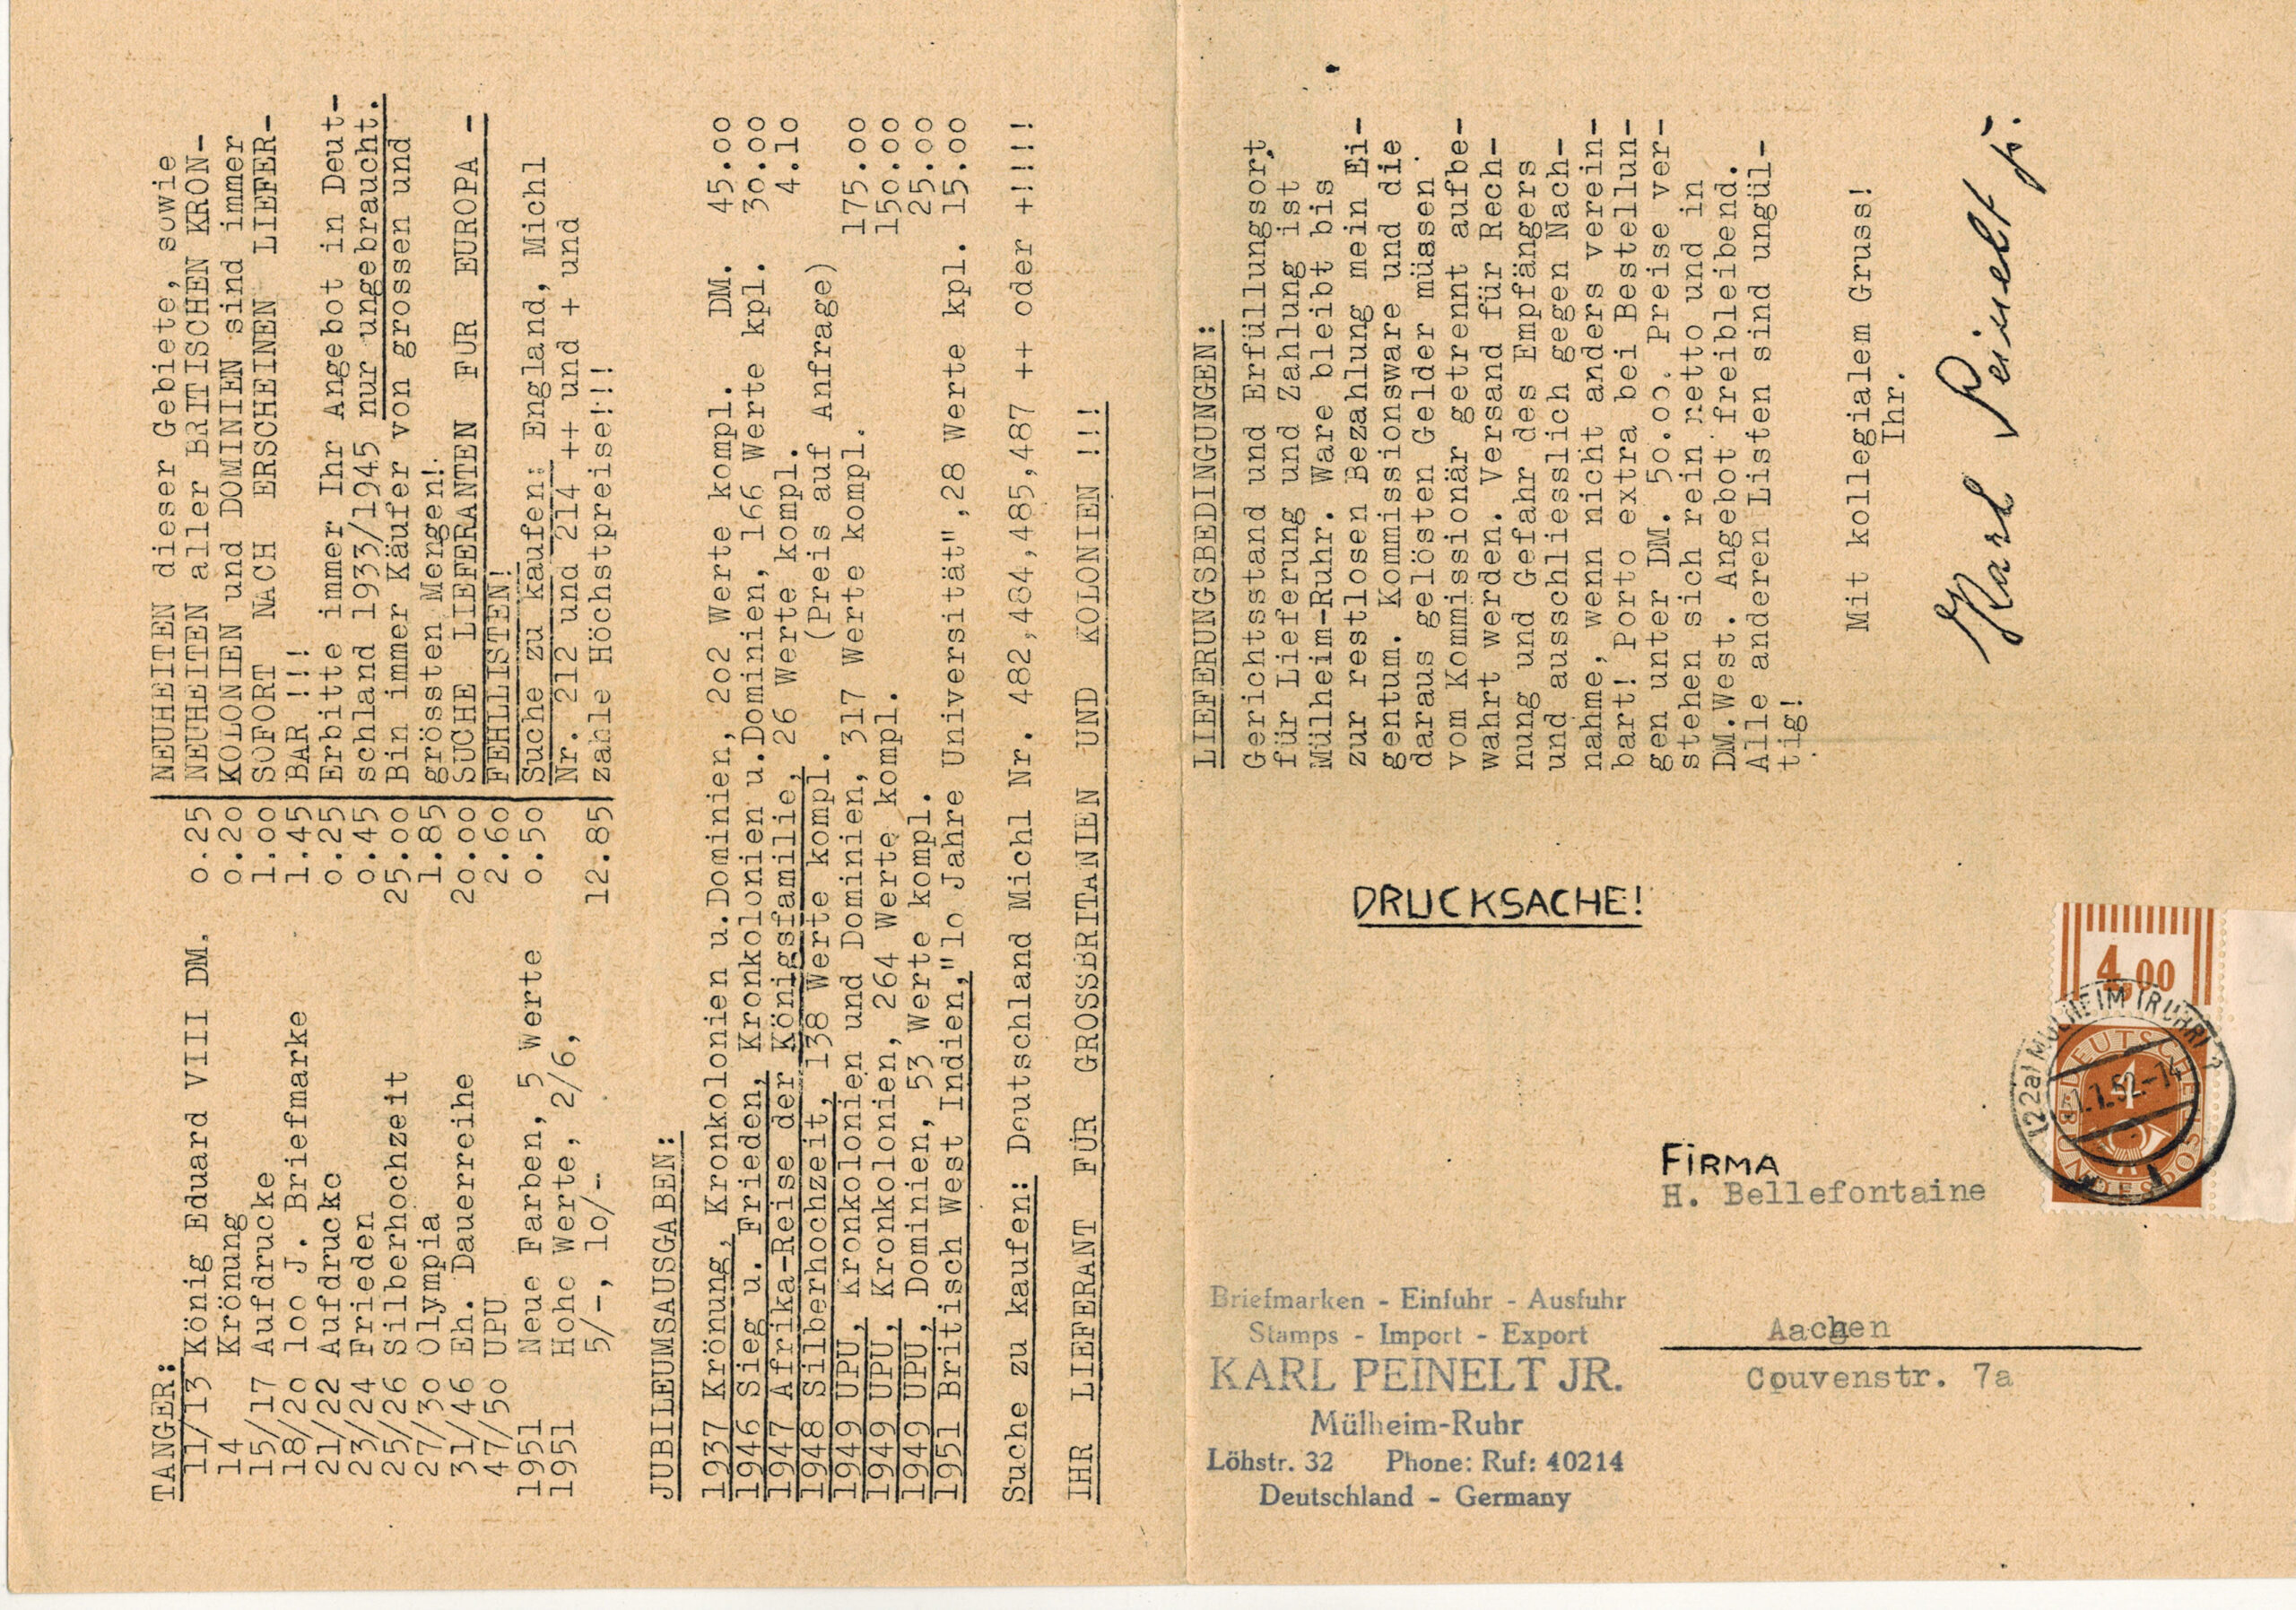 TANGER:
11/13 König Eduard VIII DM. o.25
14 Krönung o.2o
15/17 Aufdrucke 1.oo
18/2o loo J. Briefmarke 1.45
21/22 Aufdrucke o.25
23/24 Frieden o.45
25/26 Silberhochzeit 25.oo
27/3o Olympia 1.85
31/46 Eh. Dauerreihe 2o.oo
47/5o UPU 2.6o
1951 Neue Farben, 5 Werte o.5o
1951 Hohe Werte, 2/6,
5/-, lo/-- 12.85
NEUHEITEN dieser Gebiete, sowie
NEUHEITEN aller BRITISCHEN KRON-
KOLONIEN und DOMINIEN sind immer
SOFORT NACH ERSCHEINEN LIEFER-
BAR !!!
Erbitte immer Ihr Angebot in Deut-
schland 1933/1945 nur ungebraucht.
Bin immer Käufer von grossen und
grössten Mengen!
SUCHE LIEFERANTEN FUR EUROPA -
FEHLLISTEN!
Suche zu kaufen: England, Michl
Nr. 212 und 214 ++ und + und
zahle Höchstpreise!!!
JUBILEUMSAUSGABEN:
1937 Krönung, Kronkolonien u.Dominien, 2o2 Werte kompl. DM. 45.oo
1946 Sieg u. Frieden, Kronkolonien u.Dominien, 166 Werte kpl. 3o.oo
1947 Afrika-Reise der Königsfamilie, 26 Werte kompl. 4.lo
1948 Silberhochzeit, 138 Werte kompl. (Preis auf Anfrage)
1949 UPU, Kronkolonien und Dominien, 317 Werte kompl. 175.oo
1949 UPU, Kronkolonien, 264 Werte kompl. 15o.oo
1949 UPU, Dominien, 53 Werte kompl. 25.oo
1951 Britisch West Indien,"lo Jahre Universität",28 Werte kpl. 15.oo
Suche zu kaufen: Deutschland Michl Nr. 482,484,485,487 ++ oder +!!!!
IHR LIEFERANT FÜR GROSSBRITANIEN UND KOLONIEN !!!
LIEFERUNGSBEDINGUNGEN:
Gerichtsstand und Erfüllungsort
für Lieferung und Zahlung ist
Mülheim-Ruhr. Ware bleibt bis
zur restlosen Bezahlung mein Ei-
gentum. Kommissionsware und die
daraus gelösten Gelder müssen
vom Kommissionär getrennt aufbe-
wahrt werden. Versand für Rech-
nung und Gefahr des Empfängers
und ausschliesslich gegen Nach-
nahme, wenn nicht anders verein-
bart! Porto extra bei Bestellun-
gen unter DM. 5o.oo. Preise ver-
stehen sich rein netto und in
DM.West. Angebot freibleibend.
Alle anderen Listen sind ungül-
tig!
Mit kollegialem Gruss!
Ihr.
Karl Peinelt jr.
DRUCKSACHE!
4,00
(22a) MÜLHEIM (RUHR) 2
1.7.52.-14
DEUTSCHE BUNDESPOST
4
FIRMA
H. Bellefontaine
Aachen
Couvenstr. 7a
Briefmarken - Einfuhr - Ausfuhr
Stamps - Import - Export
KARL PEINELT JR.
Mülheim-Ruhr
Löhstr. 32 Phone: Ruf: 40214
Deutschland - Germany